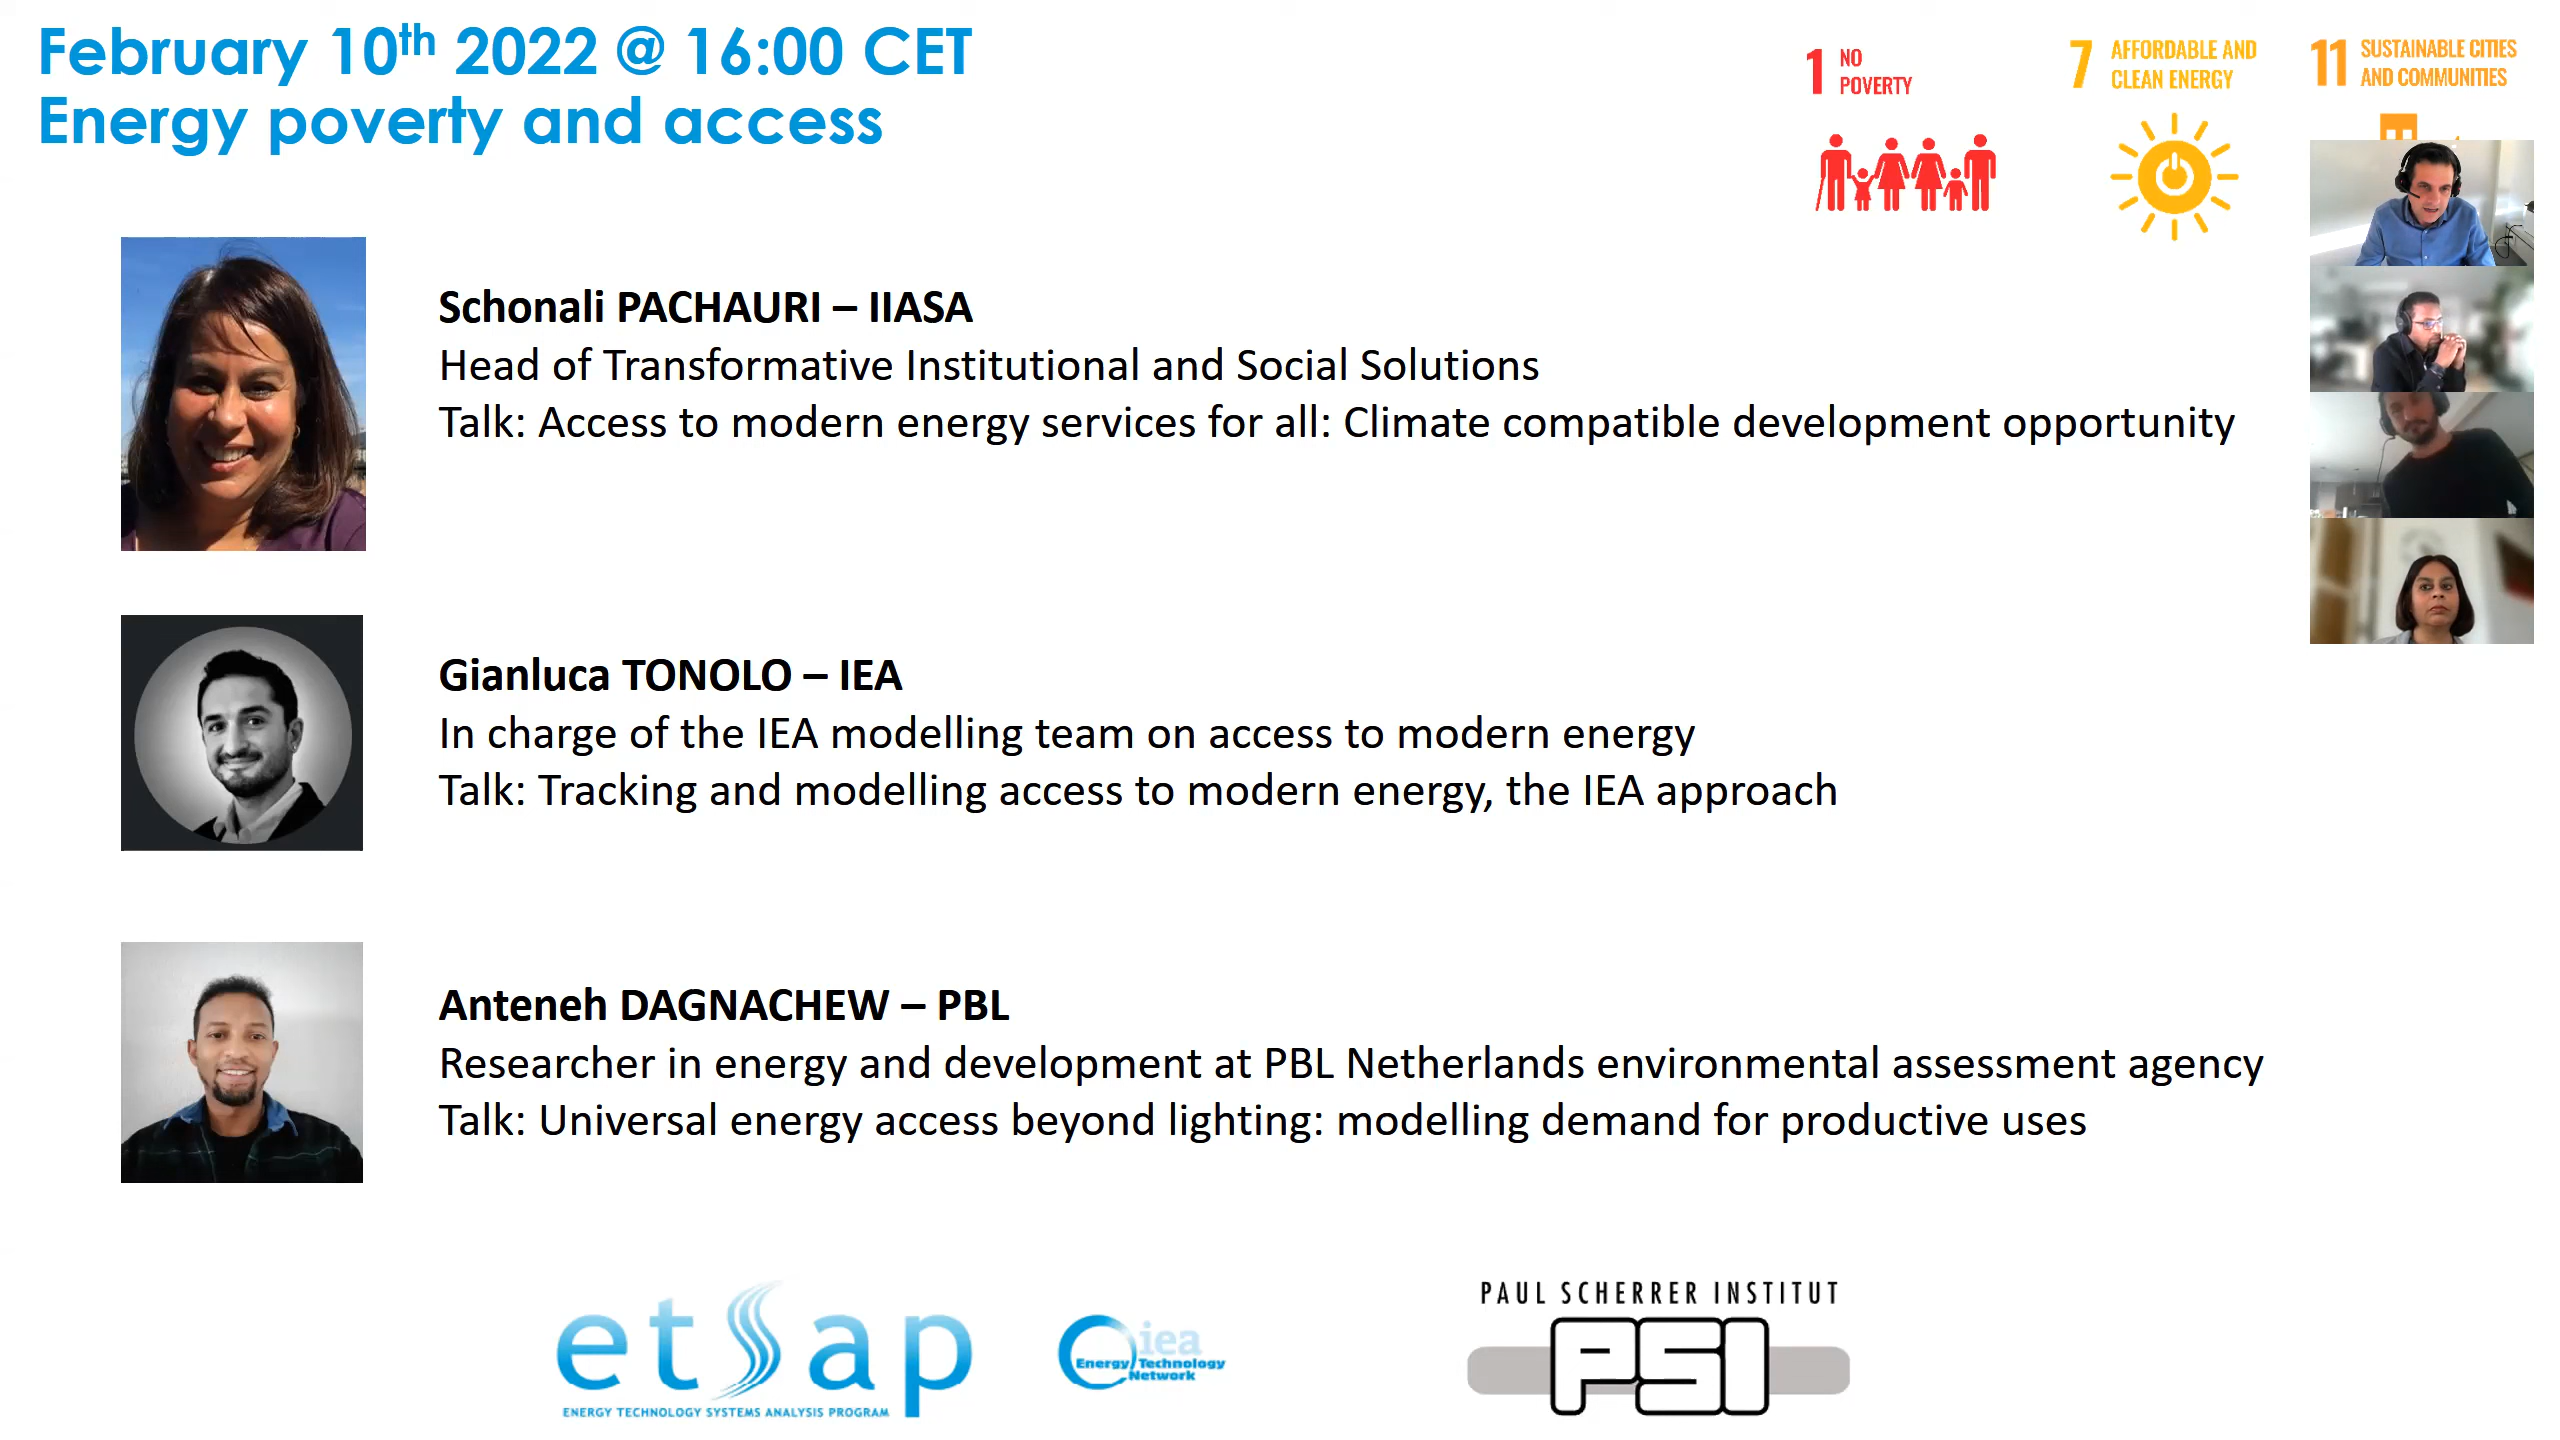 February 10th 2022 @ 16:00 CET
Energy poverty and access
1 NO
POVERTY
7 AFFORDABLE AND
CLEAN ENERGY
11 SUSTAINABLE CITIES
AND COMMUNITIES
Schonali PACHAURI – IIASA
Head of Transformative Institutional and Social Solutions
Talk: Access to modern energy services for all: Climate compatible development opportunity
Gianluca TONOLO – IEA
In charge of the IEA modelling team on access to modern energy
Talk: Tracking and modelling access to modern energy, the IEA approach
Anteneh DAGNACHEW – PBL
Researcher in energy and development at PBL Netherlands environmental assessment agency
Talk: Universal energy access beyond lighting: modelling demand for productive uses
etsap
ENERGY TECHNOLOGY SYSTEMS ANALYSIS PROGRAM
iea
Energy Technology
Network
PAUL SCHERRER INSTITUT
PSI